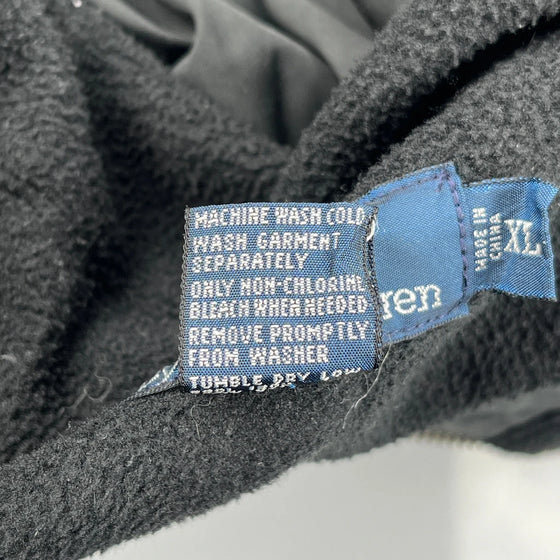 MACHINE WASH COLD
WASH GARMENT
SEPARATELY
ONLY NON-CHLORINE
BLEACH WHEN NEEDED
REMOVE PROMPTLY
FROM WASHER
TUMBLE DRY LOW
ren
MADE IN
CHINA
XL